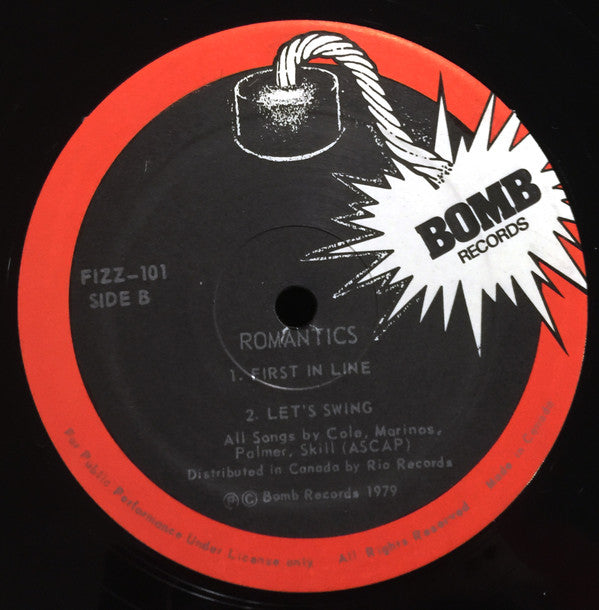 BOMB
RECORDS
FIZZ-101
SIDE B
ROMANTICS
1. FIRST IN LINE
2. LET'S SWING
All Songs by Cole, Marinos,
Palmer, Skill (ASCAP)
Distributed in Canada by Rio Records
Ⓟ © Bomb Records 1979
For Public Performance Under License only. All Rights Reserved Made in Canada